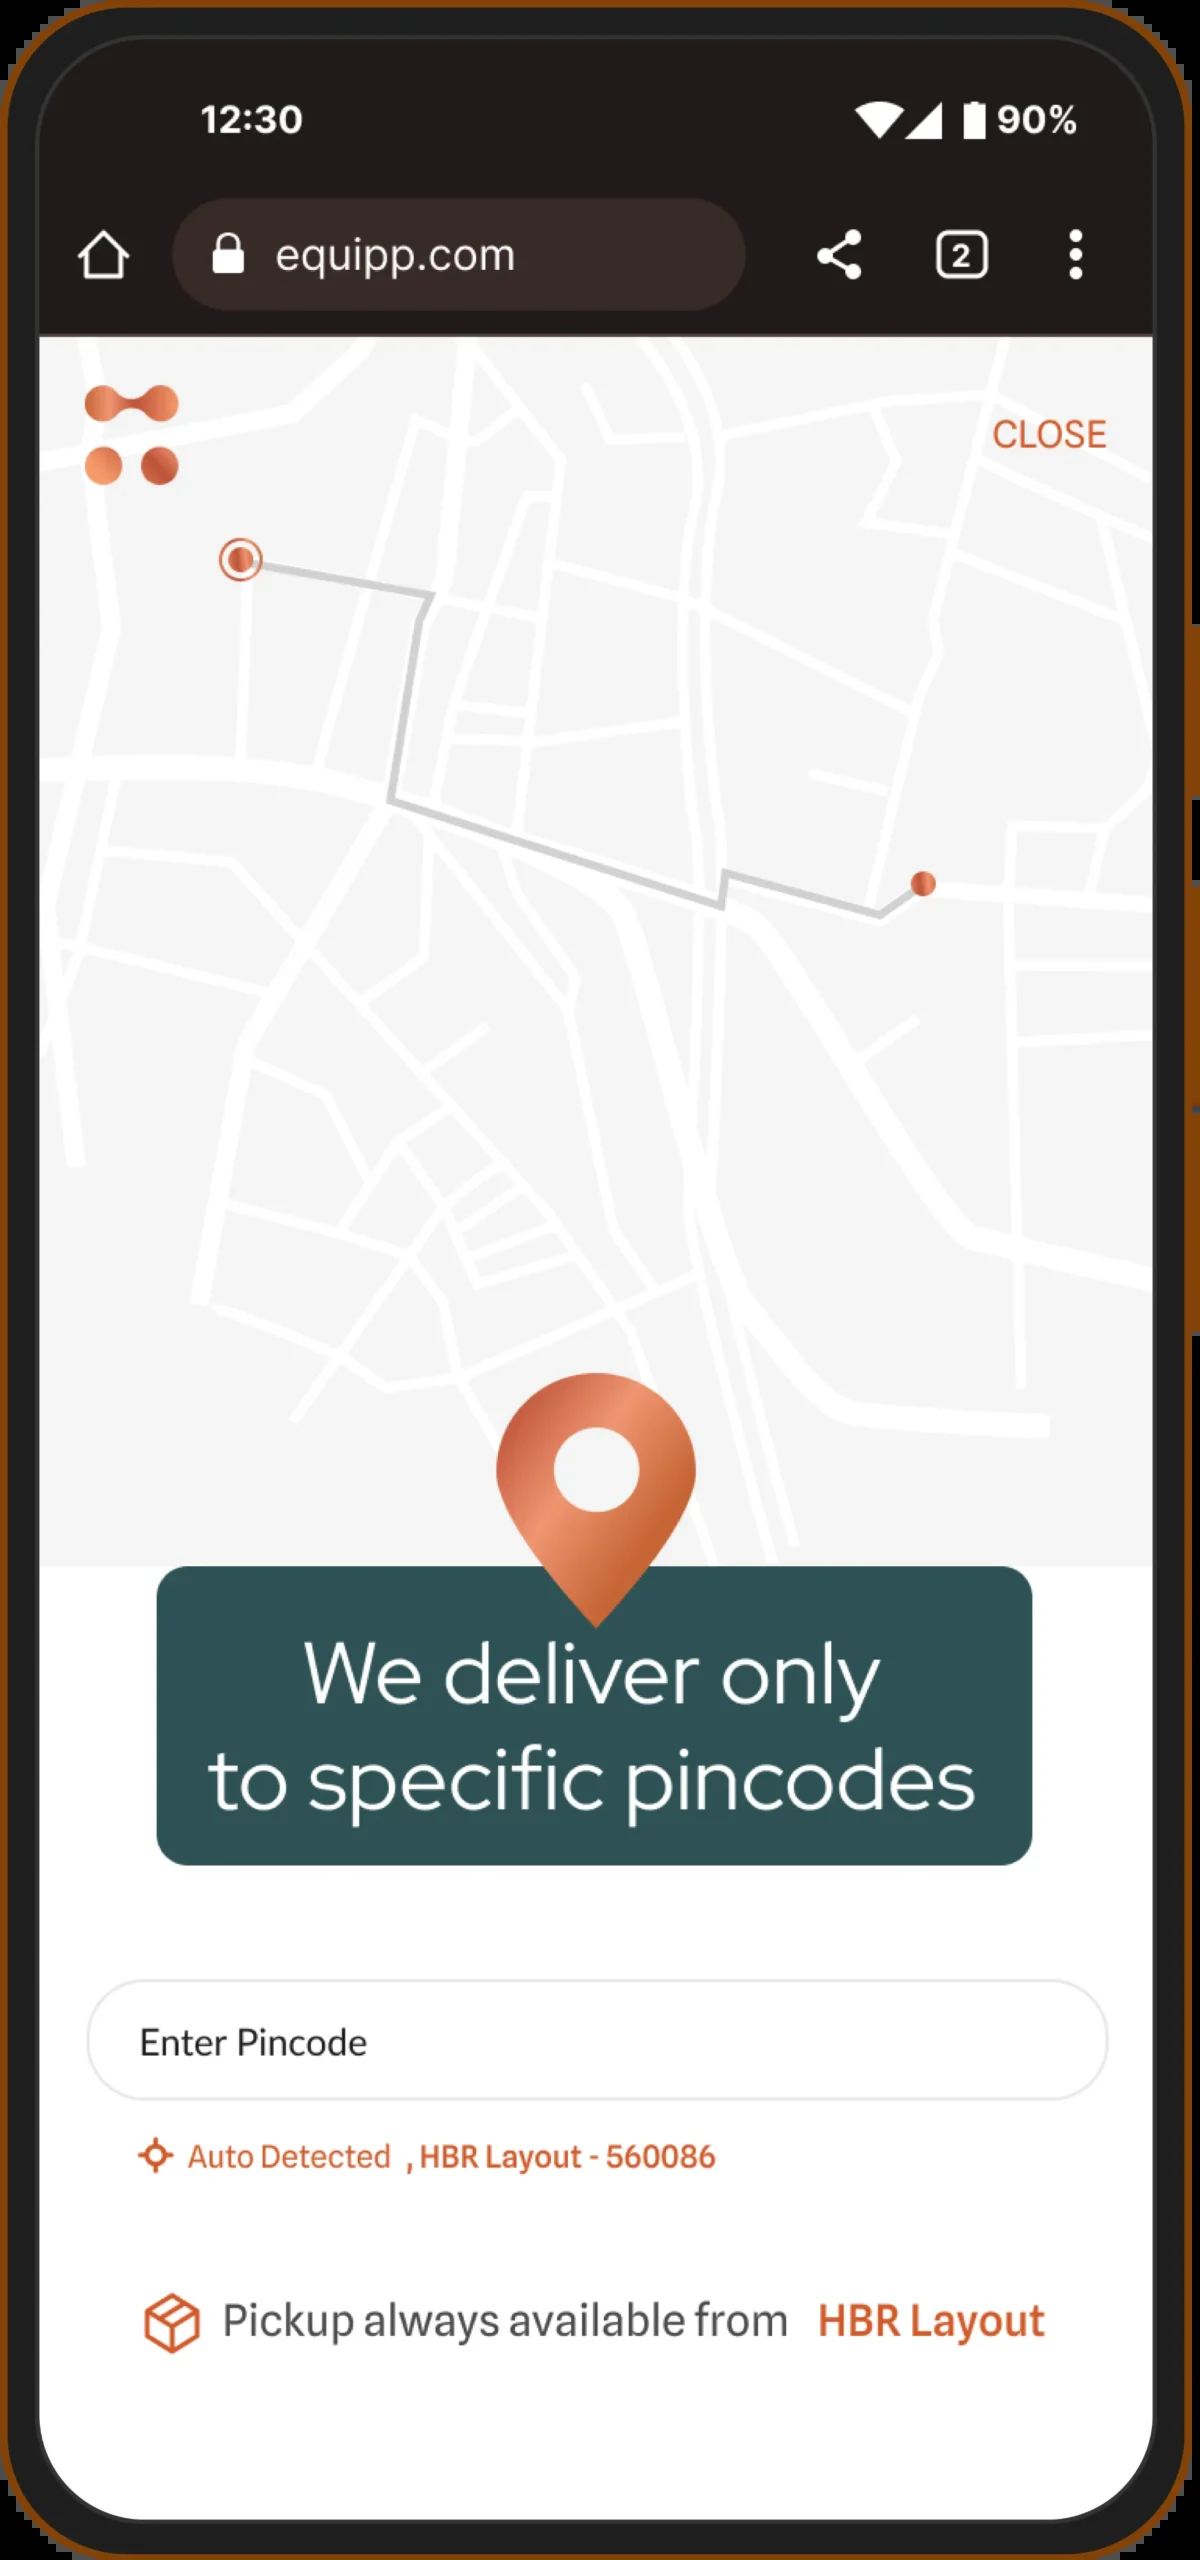 12:30
90%
equipp.com
2
CLOSE
We deliver only
to specific pincodes
Enter Pincode
Auto Detected , HBR Layout - 560086
Pickup always available from HBR Layout